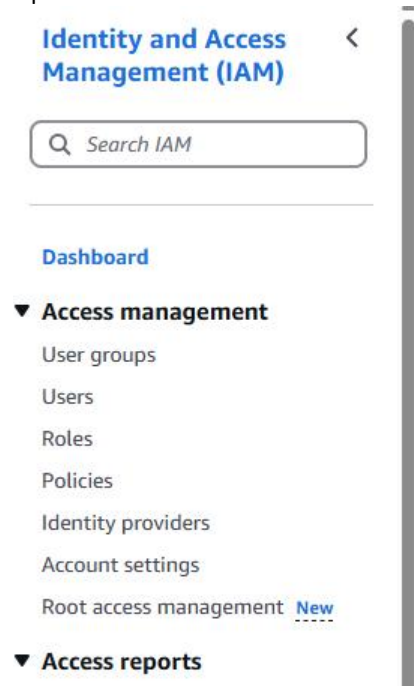 Identity and Access
Management (IAM)
Search IAM
Dashboard
Access management
User groups
Users
Roles
Policies
Identity providers
Account settings
Root access management New
Access reports